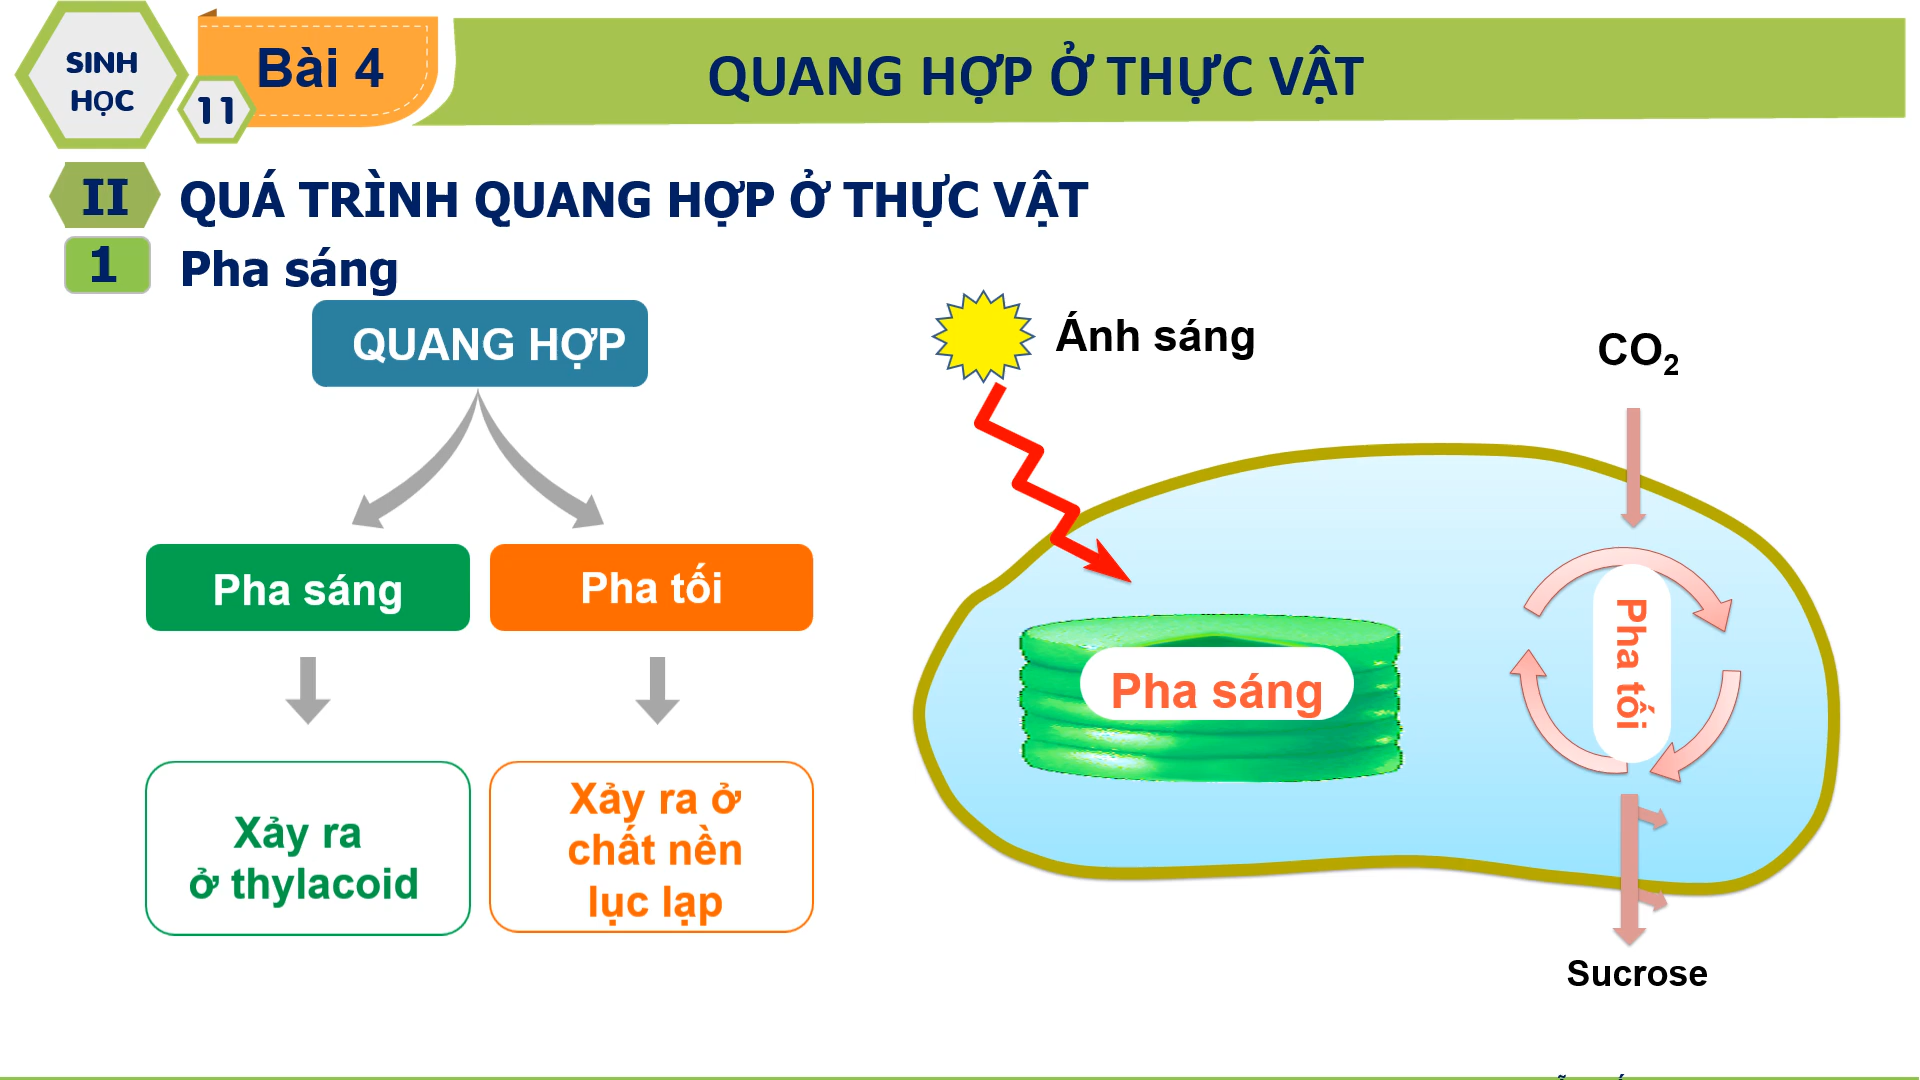 SINH
HỌC
11
Bài 4
QUANG HỢP Ở THỰC VẬT
II
QUÁ TRÌNH QUANG HỢP Ở THỰC VẬT
1
Pha sáng
QUANG HỢP
Pha sáng
Pha tối
Xảy ra
ở thylacoid
Xảy ra ở
chất nền
lục lạp
Ánh sáng
CO₂
Pha sáng
Pha tối
Sucrose